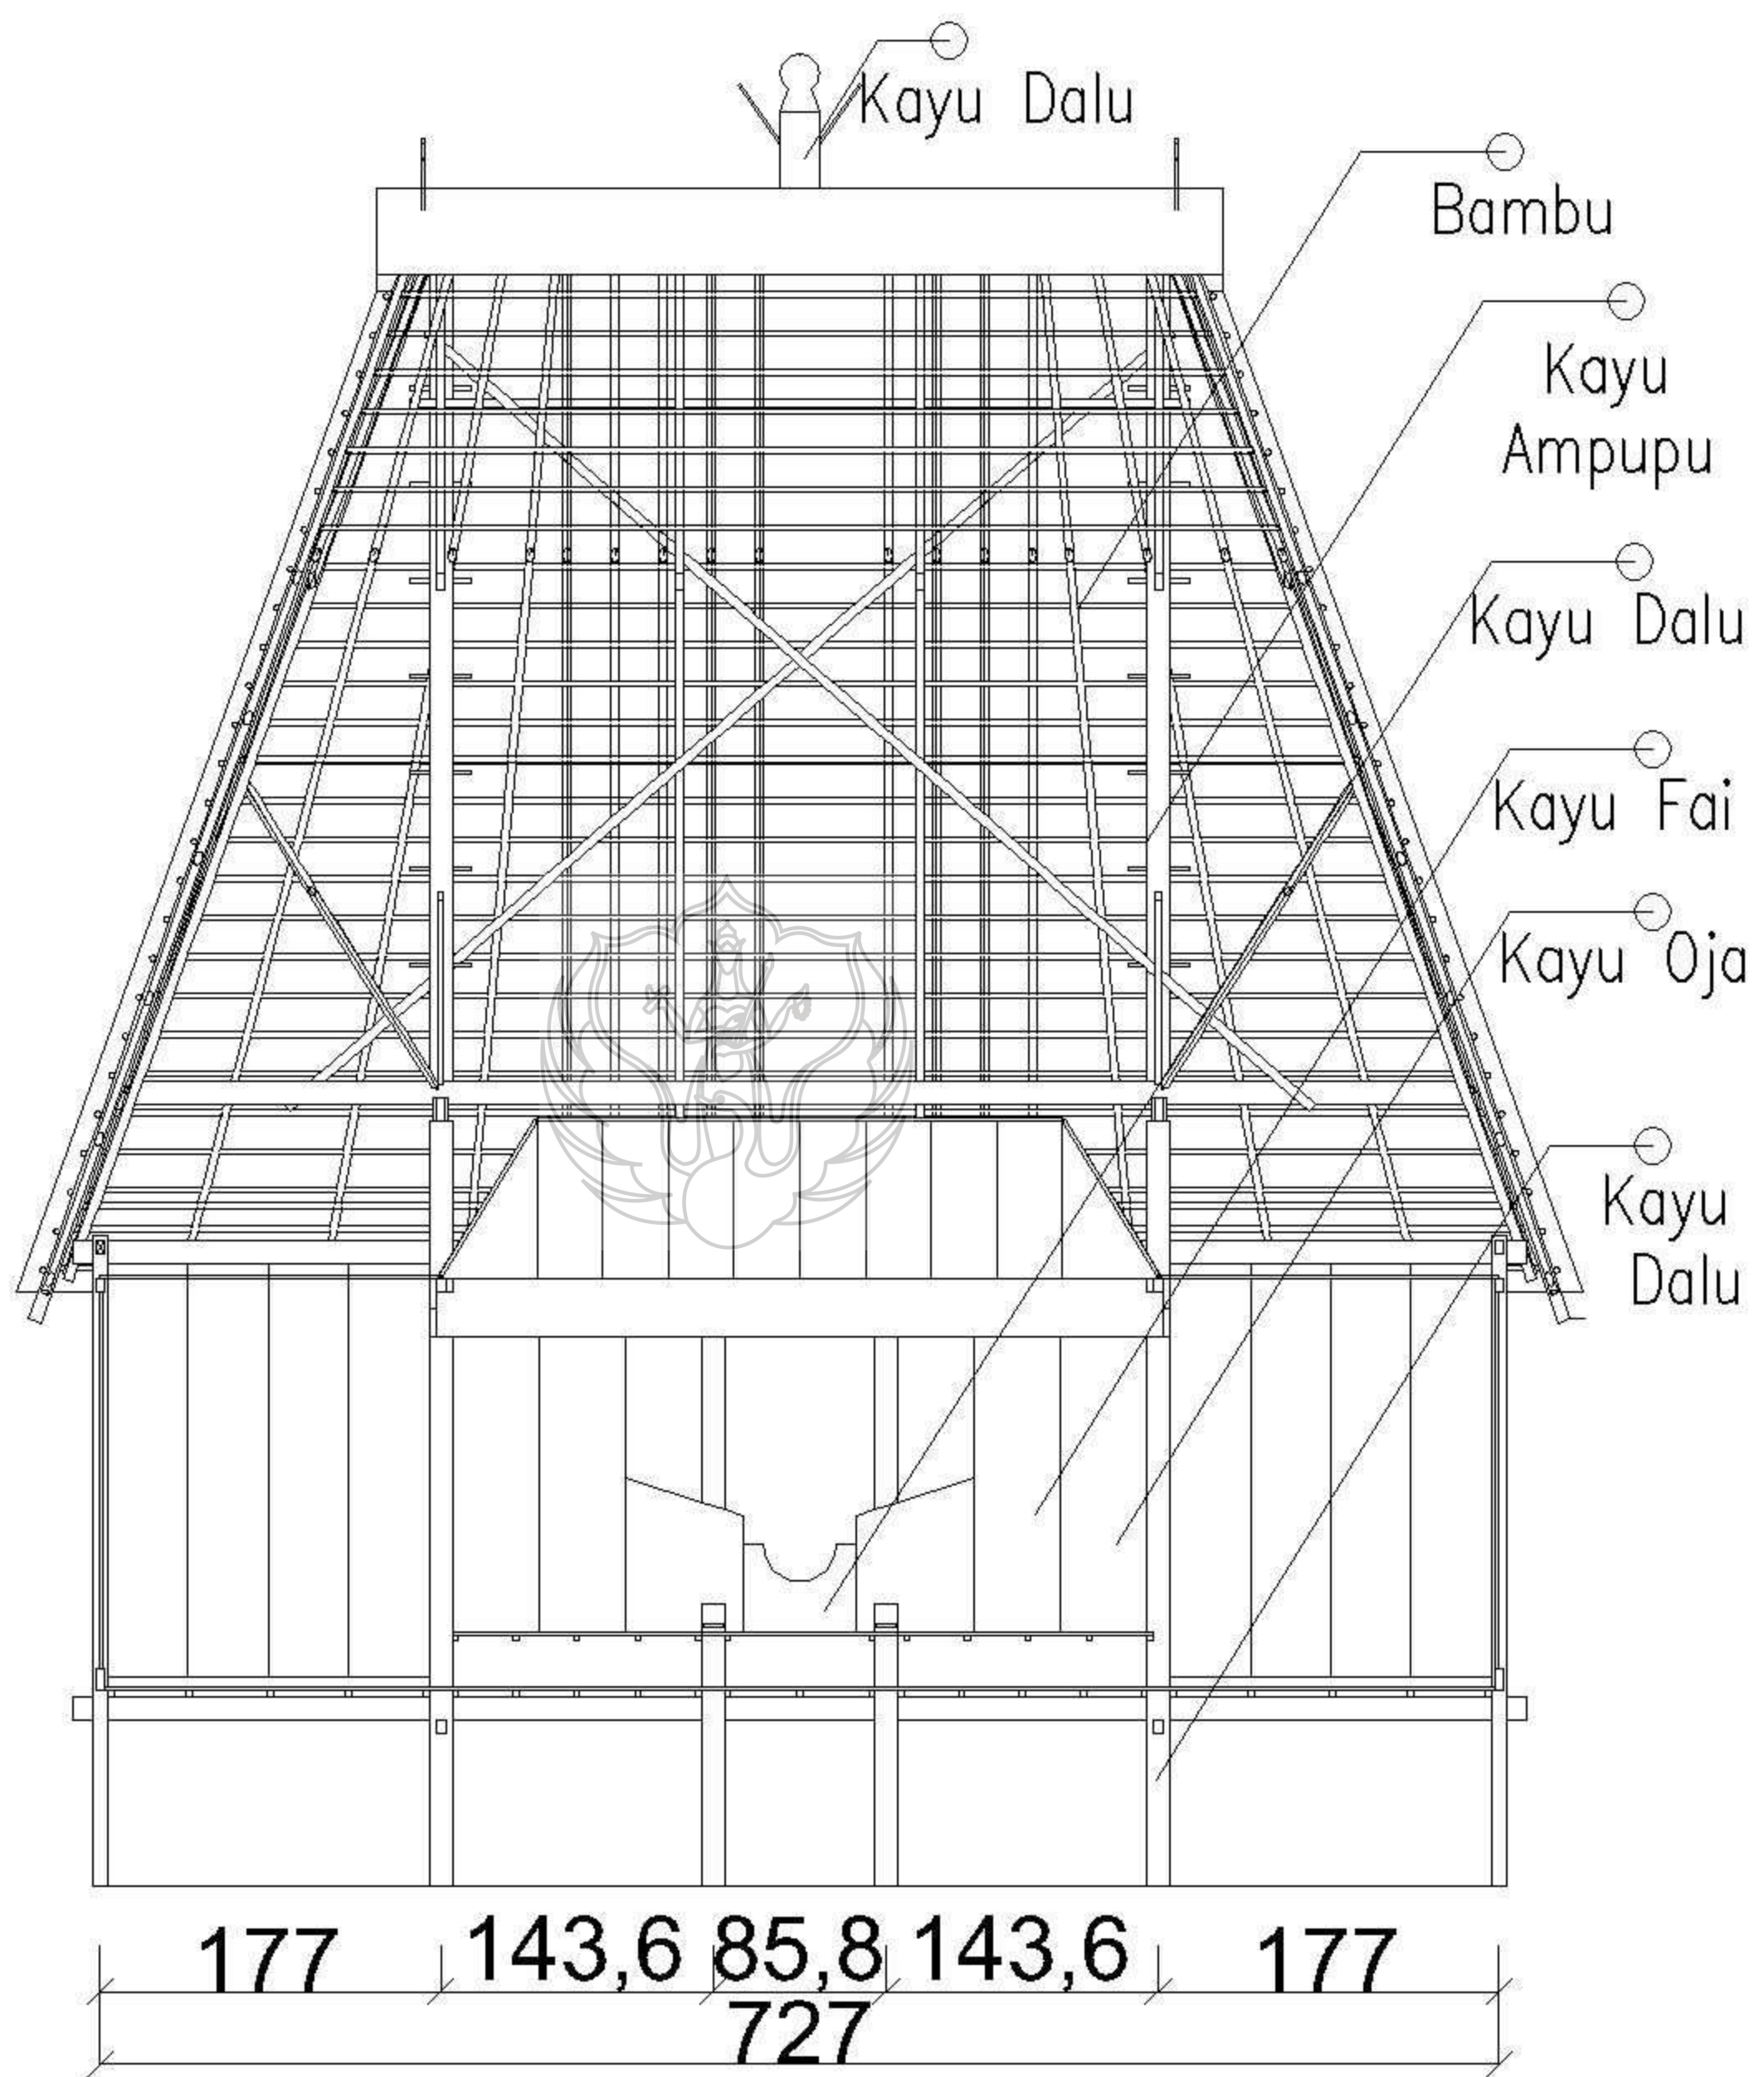 Kayu Dalu
Bambu
Kayu
Ampupu
Kayu Dalu
Kayu Fai
Kayu Oja
Kayu
Dalu
177 143,6 85,8 143,6 177
727